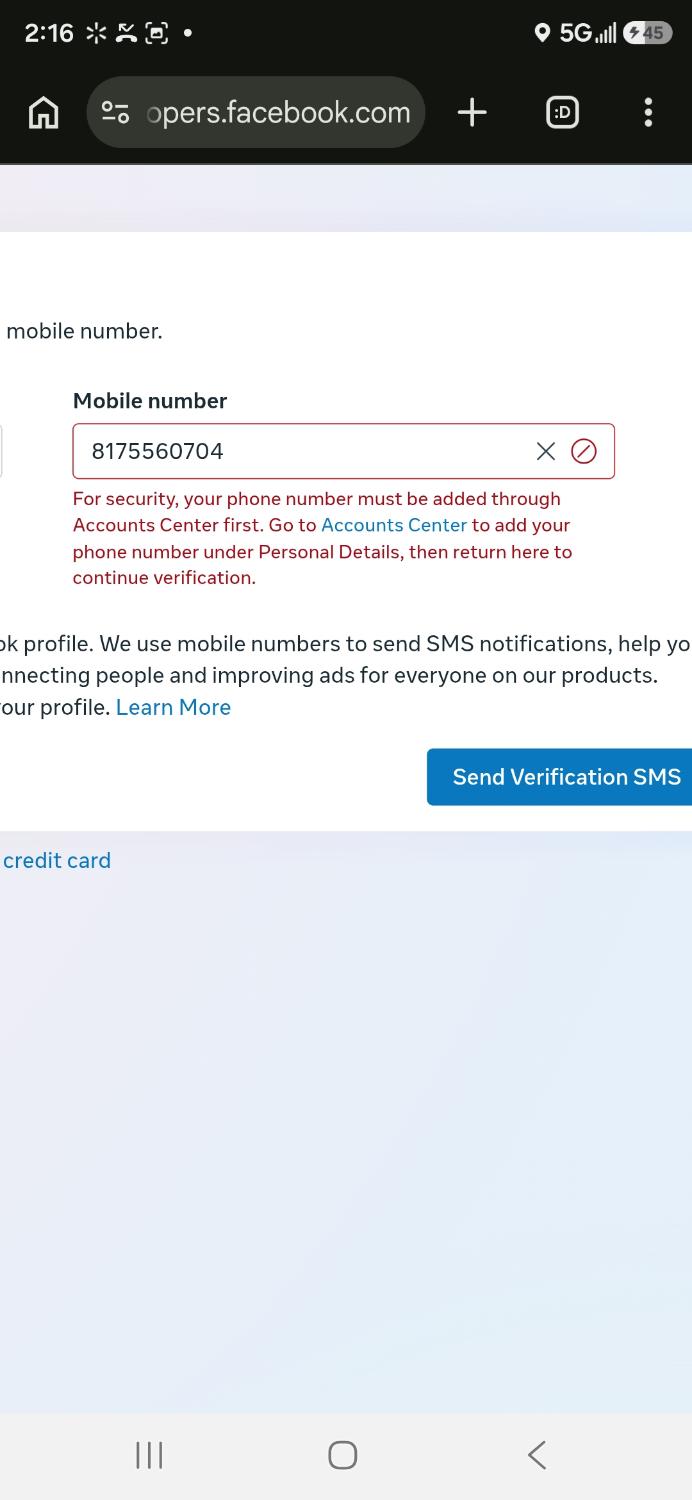 2:16 5G 45
opers.facebook.com :D
mobile number.
Mobile number
8175560704
For security, your phone number must be added through
Accounts Center first. Go to Accounts Center to add your
phone number under Personal Details, then return here to
continue verification.
ok profile. We use mobile numbers to send SMS notifications, help yo
nnecting people and improving ads for everyone on our products.
our profile. Learn More
Send Verification SMS
credit card